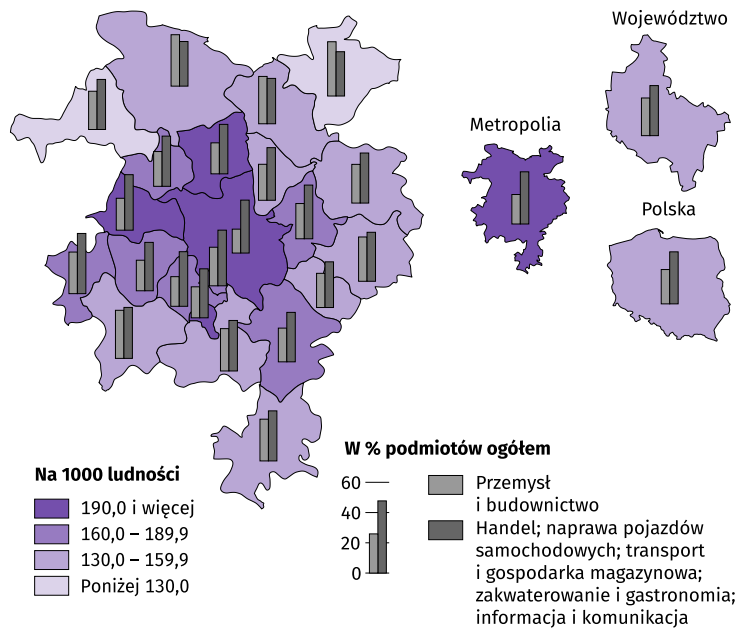 Województwo
Metropolia
Polska
Na 1000 ludności
190,0 i więcej
160,0 – 189,9
130,0 – 159,9
Poniżej 130,0
W % podmiotów ogółem
60
40
20
0
Przemysł
i budownictwo
Handel; naprawa pojazdów
samochodowych; transport
i gospodarka magazynowa;
zakwaterowanie i gastronomia;
informacja i komunikacja